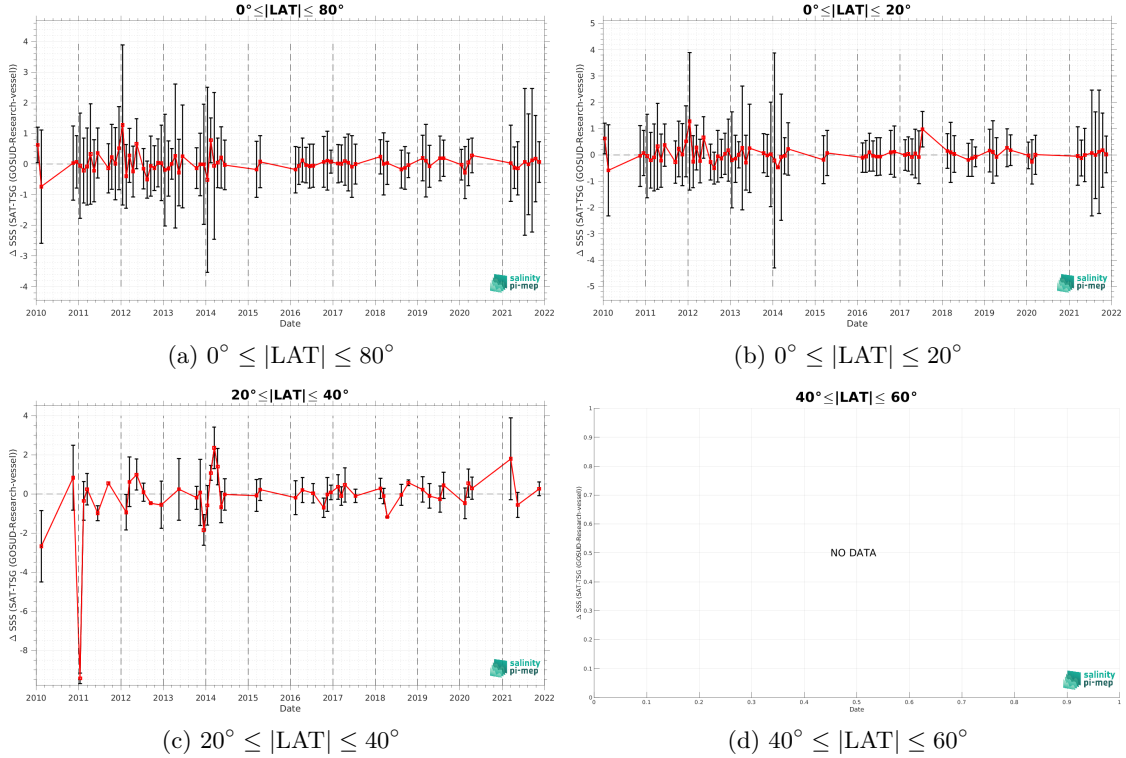 0°≤|LAT|≤ 80°
Δ SSS (SAT-TSG (GOSUD-Research-vessel))
4
3
2
1
0
-1
-2
-3
-4
2010 2011 2012 2013 2014 2015 2016 2017 2018 2019 2020 2021 2022
Date
salinity
pi-mep
(a) 0° ≤ |LAT| ≤ 80°
0°≤|LAT|≤ 20°
Δ SSS (SAT-TSG (GOSUD-Research-vessel))
5
4
3
2
1
0
-1
-2
-3
-4
-5
2010 2011 2012 2013 2014 2015 2016 2017 2018 2019 2020 2021 2022
Date
salinity
pi-mep
(b) 0° ≤ |LAT| ≤ 20°
20°≤|LAT|≤ 40°
Δ SSS (SAT-TSG (GOSUD-Research-vessel))
4
2
0
-2
-4
-6
-8
2010 2011 2012 2013 2014 2015 2016 2017 2018 2019 2020 2021 2022
Date
salinity
pi-mep
(c) 20° ≤ |LAT| ≤ 40°
40°≤|LAT|≤ 60°
Δ SSS (SAT-TSG (GOSUD-Research-vessel))
1
0.9
0.8
0.7
0.6
0.5
0.4
0.3
0.2
0.1
0
NO DATA
0 0.1 0.2 0.3 0.4 0.5 0.6 0.7 0.8 0.9 1
Date
salinity
pi-mep
(d) 40° ≤ |LAT| ≤ 60°